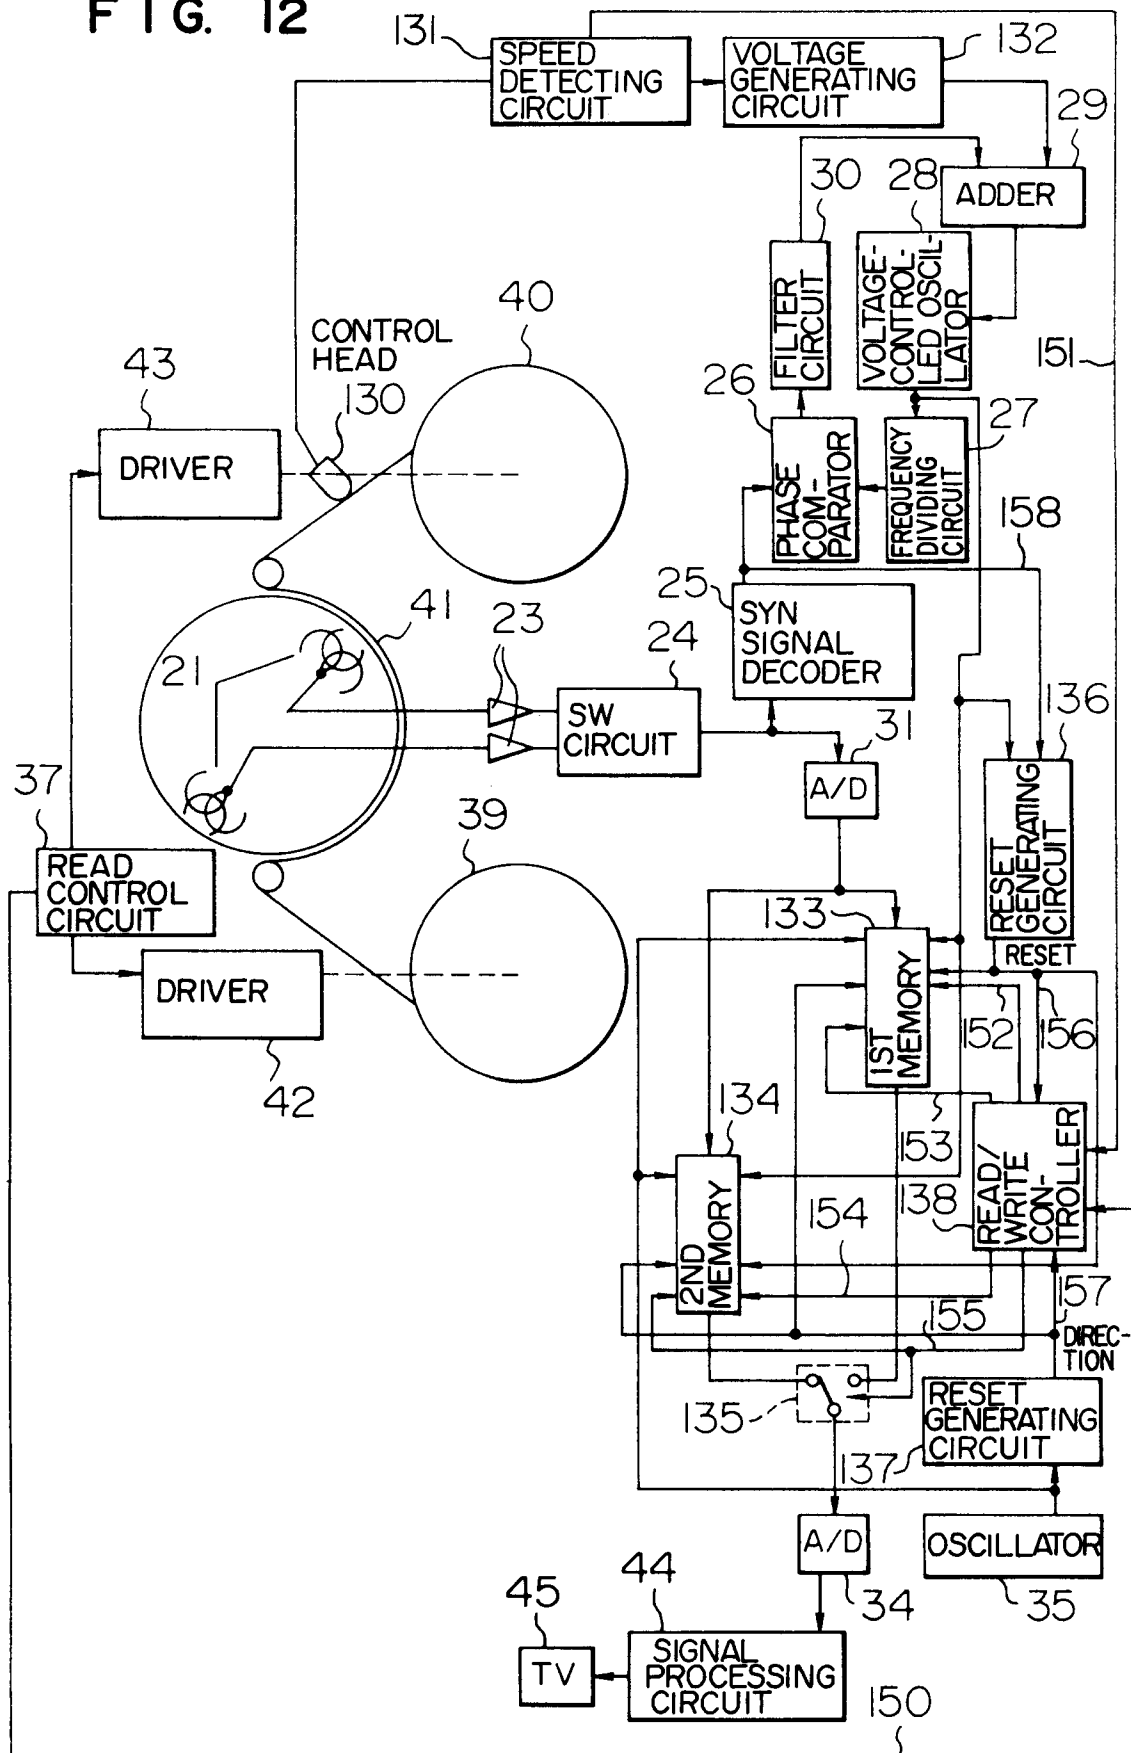 FIG. 12
131
SPEED
DETECTING
CIRCUIT
VOLTAGE
GENERATING
CIRCUIT
132
29
30
28
ADDER
FILTER
CIRCUIT
VOLTAGE-
CONTROL-
LED OSCIL-
LATOR
40
CONTROL
HEAD
43
130
151
26
27
DRIVER
PHASE
COM-
PARATOR
FREQUENCY
DIVIDING
CIRCUIT
158
25
41
23
24
SYN
SIGNAL
DECODER
21
SW
CIRCUIT
136
31
A/D
37
39
READ
CONTROL
CIRCUIT
RESET
GENERATING
CIRCUIT
133
RESET
DRIVER
1ST
MEMORY
152
156
42
134
153
READ/
WRITE
CON-
TROLLER
138
2ND
MEMORY
154
157
155
DIREC-
TION
135
RESET
GENERATING
CIRCUIT
137
A/D
OSCILLATOR
34
35
45
44
TV
SIGNAL
PROCESSING
CIRCUIT
150